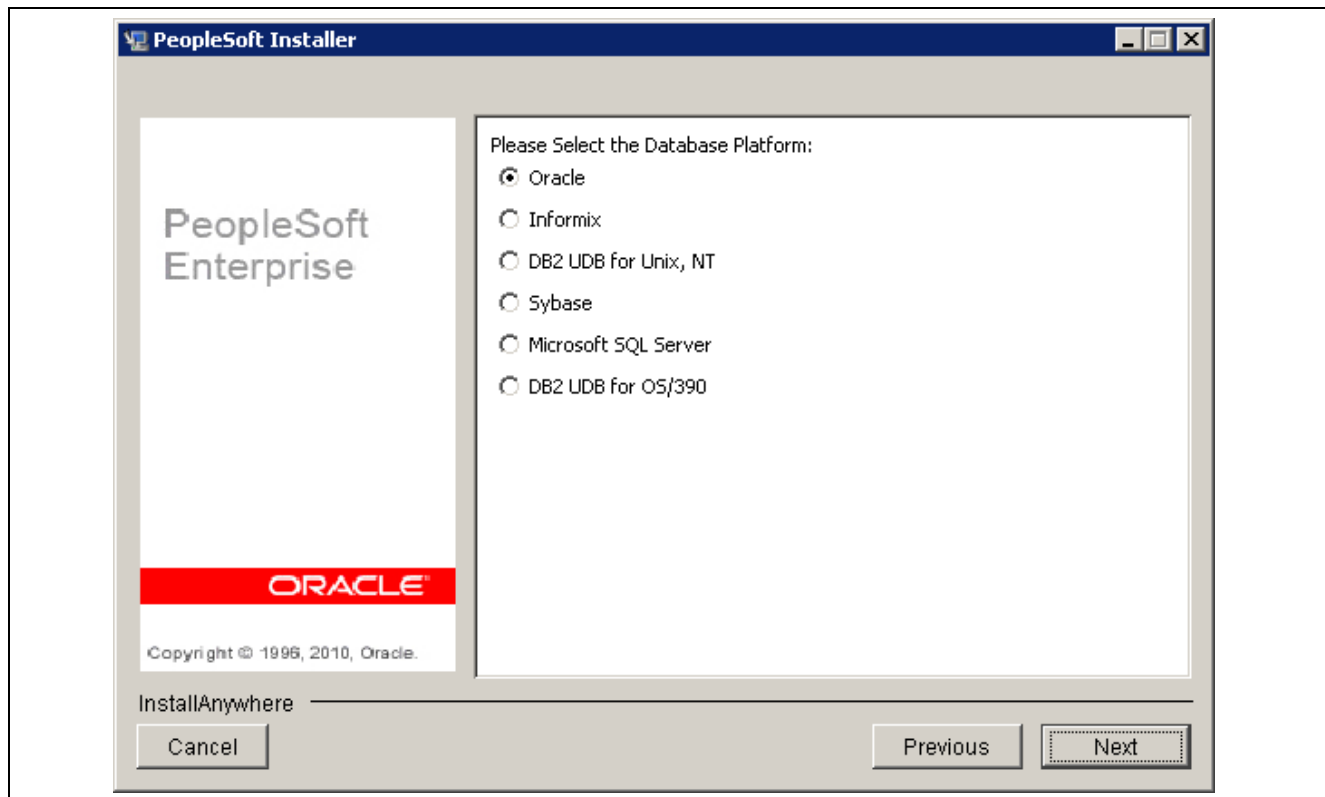 PeopleSoft Installer
PeopleSoft
Enterprise
ORACLE
Copyright © 1996, 2010, Oracle.
Please Select the Database Platform:
Oracle
Informix
DB2 UDB for Unix, NT
Sybase
Microsoft SQL Server
DB2 UDB for OS/390
InstallAnywhere
Cancel
Previous
Next